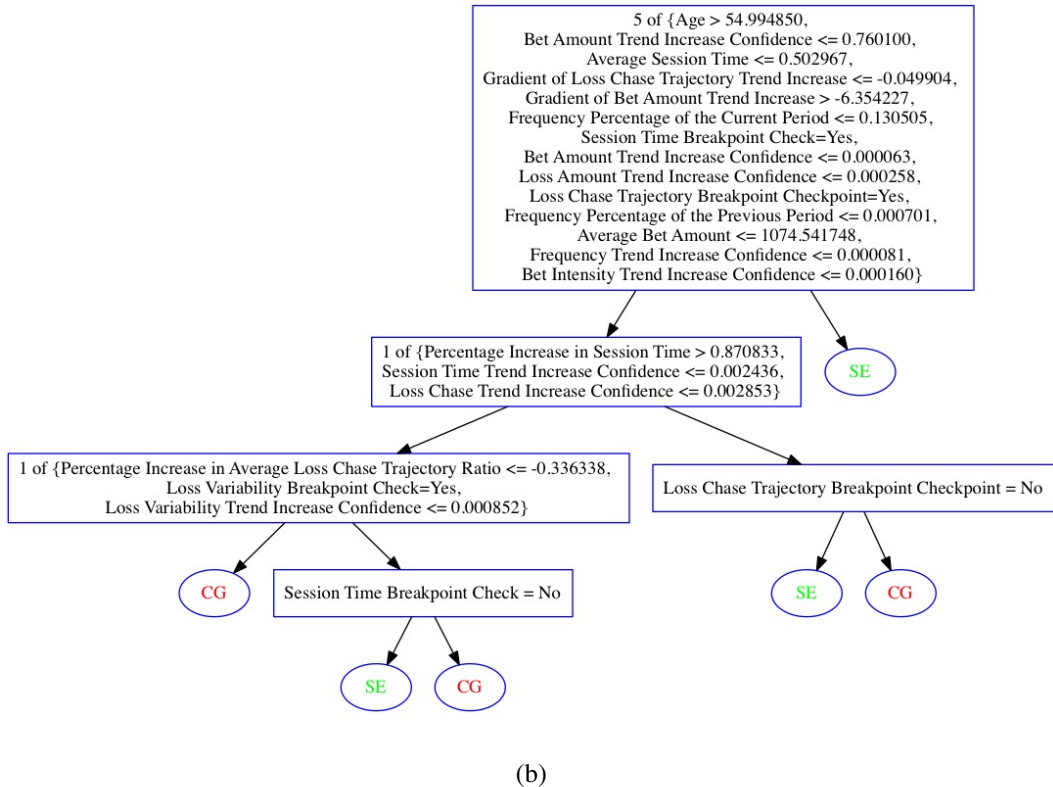 5 of {Age > 54.994850,
Bet Amount Trend Increase Confidence <= 0.760100,
Average Session Time <= 0.502967,
Gradient of Loss Chase Trajectory Trend Increase <= -0.049904,
Gradient of Bet Amount Trend Increase > -6.354227,
Frequency Percentage of the Current Period <= 0.130505,
Session Time Breakpoint Check=Yes,
Bet Amount Trend Increase Confidence <= 0.000063,
Loss Amount Trend Increase Confidence <= 0.000258,
Loss Chase Trajectory Breakpoint Checkpoint=Yes,
Frequency Percentage of the Previous Period <= 0.000701,
Average Bet Amount <= 1074.541748,
Frequency Trend Increase Confidence <= 0.000081,
Bet Intensity Trend Increase Confidence <= 0.000160}
1 of {Percentage Increase in Session Time > 0.870833,
Session Time Trend Increase Confidence <= 0.002436,
Loss Chase Trend Increase Confidence <= 0.002853}
SE
1 of {Percentage Increase in Average Loss Chase Trajectory Ratio <= -0.336338,
Loss Variability Breakpoint Check=Yes,
Loss Variability Trend Increase Confidence <= 0.000852}
Loss Chase Trajectory Breakpoint Checkpoint = No
CG
Session Time Breakpoint Check = No
SE
CG
SE
CG
(b)